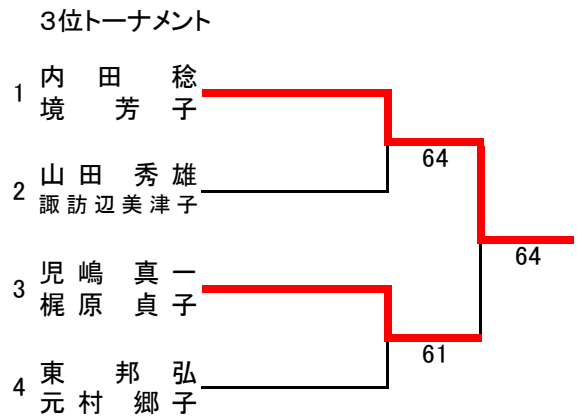 ３位トーナメント
1 内田 稔
境 芳子
64
2 山田 秀雄
諏訪辺美津子
64
3 児嶋 真一
梶原 貞子
61
4 東 邦弘
元村 郷子